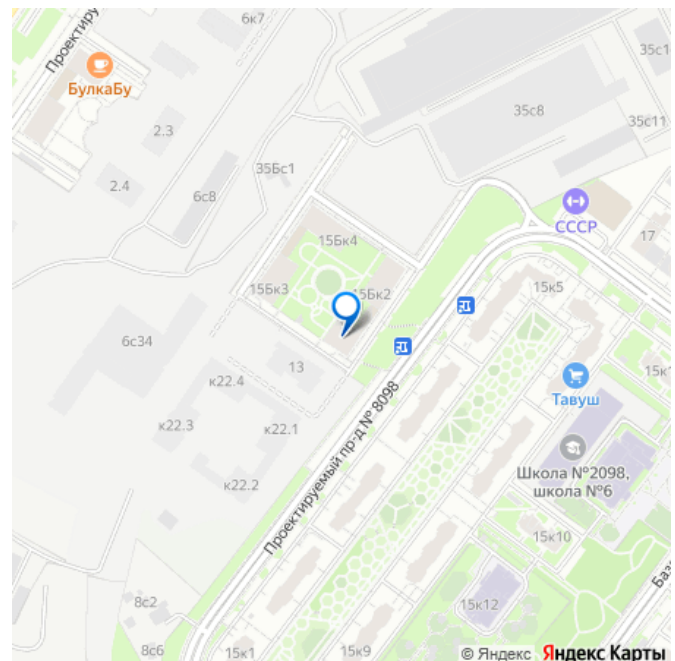 6к7
Проектиру
БулкаБу
2.3
2.4
6с8
35Бс1
35с1
35с8
35с11
СССР
17
15Бк4
15Бк3
15Бк2
15к5
6с34
13
к22.4
к22.3
к22.1
к22.2
Проектируемый пр-д № 8098
Тавуш
15к1
Школа №2098,
школа №6
15к10
Баз
8с2
15к12
8с6
15к1
15к9
© Яндекс Яндекс Карты